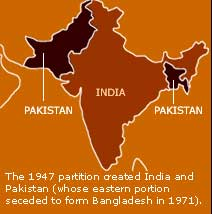 INDIA
PAKISTAN
PAKISTAN
The 1947 partition created India and
Pakistan (whose eastern portion
seceded to form Bangladesh in 1971).